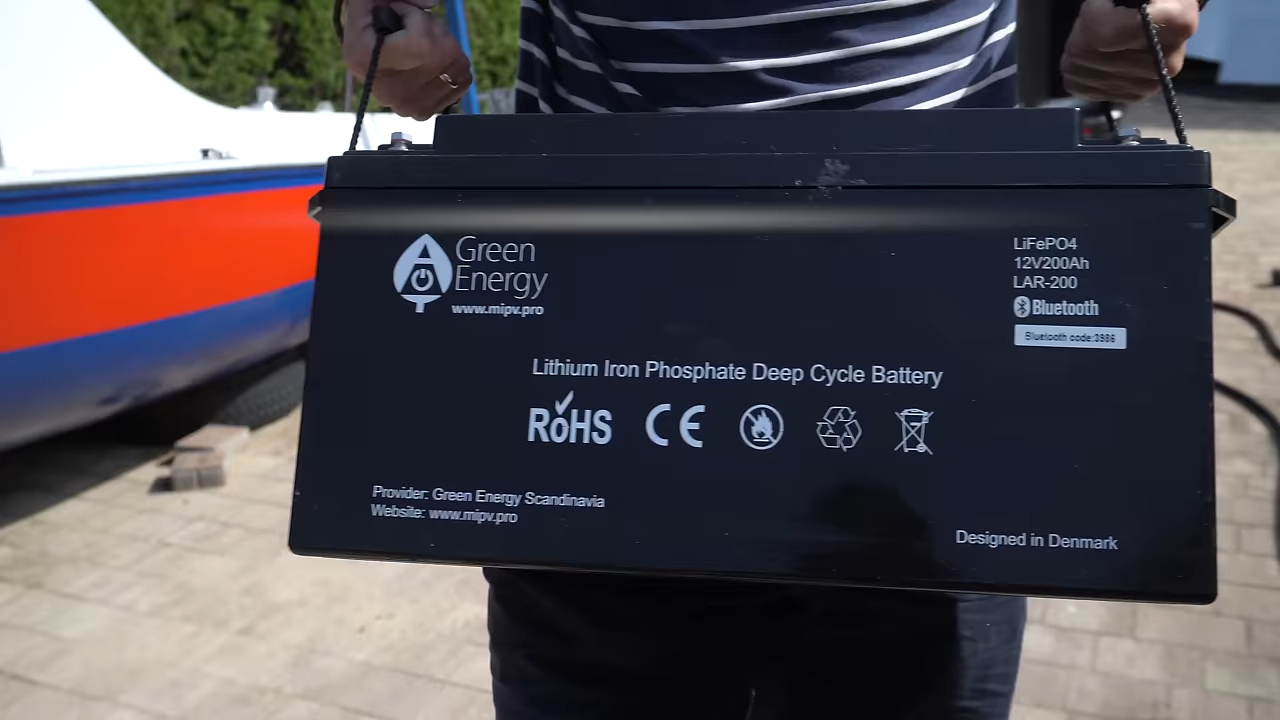 Green
Energy
www.mipv.pro
LiFePO4
12V200Ah
LAR-200
Bluetooth
Bluetooth code:3986
Lithium Iron Phosphate Deep Cycle Battery
RoHS CE
Provider: Green Energy Scandinavia
Website: www.mipv.pro
Designed in Denmark